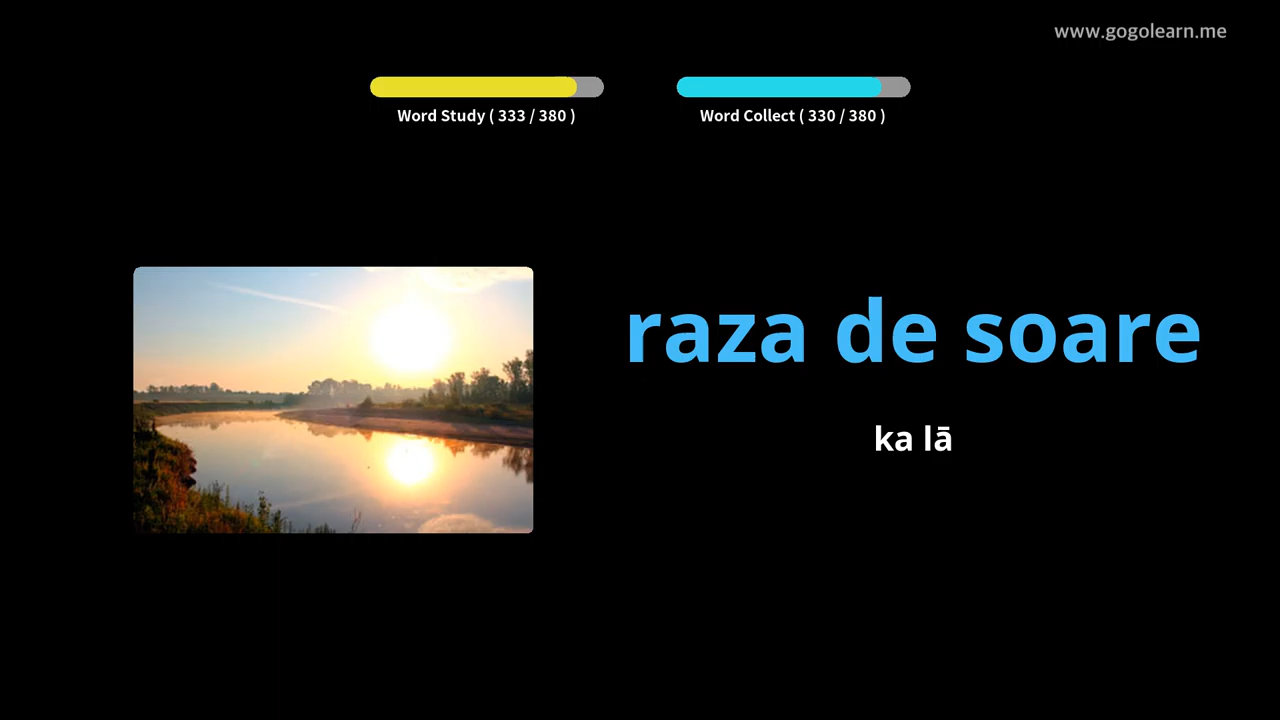 www.gogolearn.me
Word Study ( 333 / 380 )
Word Collect ( 330 / 380 )
raza de soare
ka lā